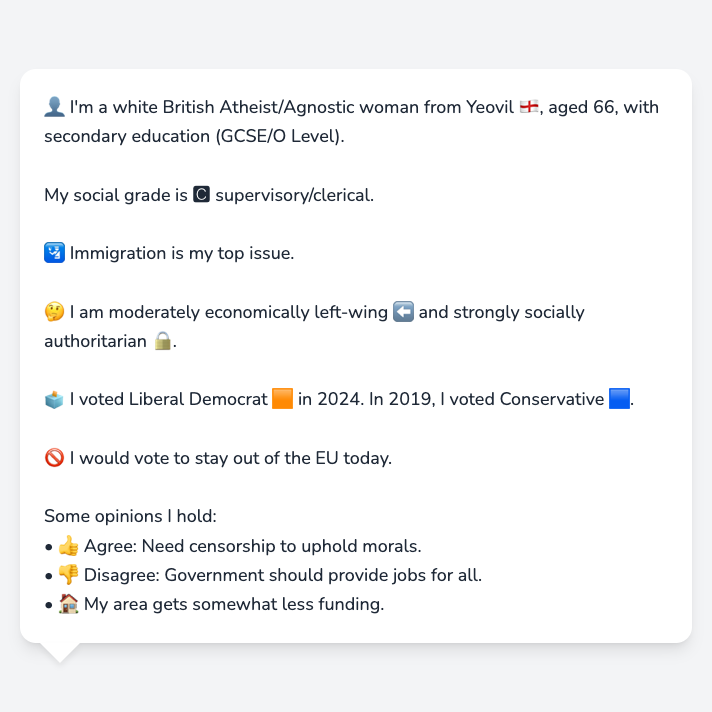 👤 I'm a white British Atheist/Agnostic woman from Yeovil 🏴󠁧󠁢󠁥󠁮󠁧󠁿, aged 66, with
secondary education (GCSE/O Level).
My social grade is 🅲 supervisory/clerical.
🛂 Immigration is my top issue.
🤔 I am moderately economically left-wing ⬅️ and strongly socially
authoritarian 🔒.
🗳️ I voted Liberal Democrat 🟧 in 2024. In 2019, I voted Conservative 🟦.
🚫 I would vote to stay out of the EU today.
Some opinions I hold:
• 👍 Agree: Need censorship to uphold morals.
• 👎 Disagree: Government should provide jobs for all.
• 🏠 My area gets somewhat less funding.